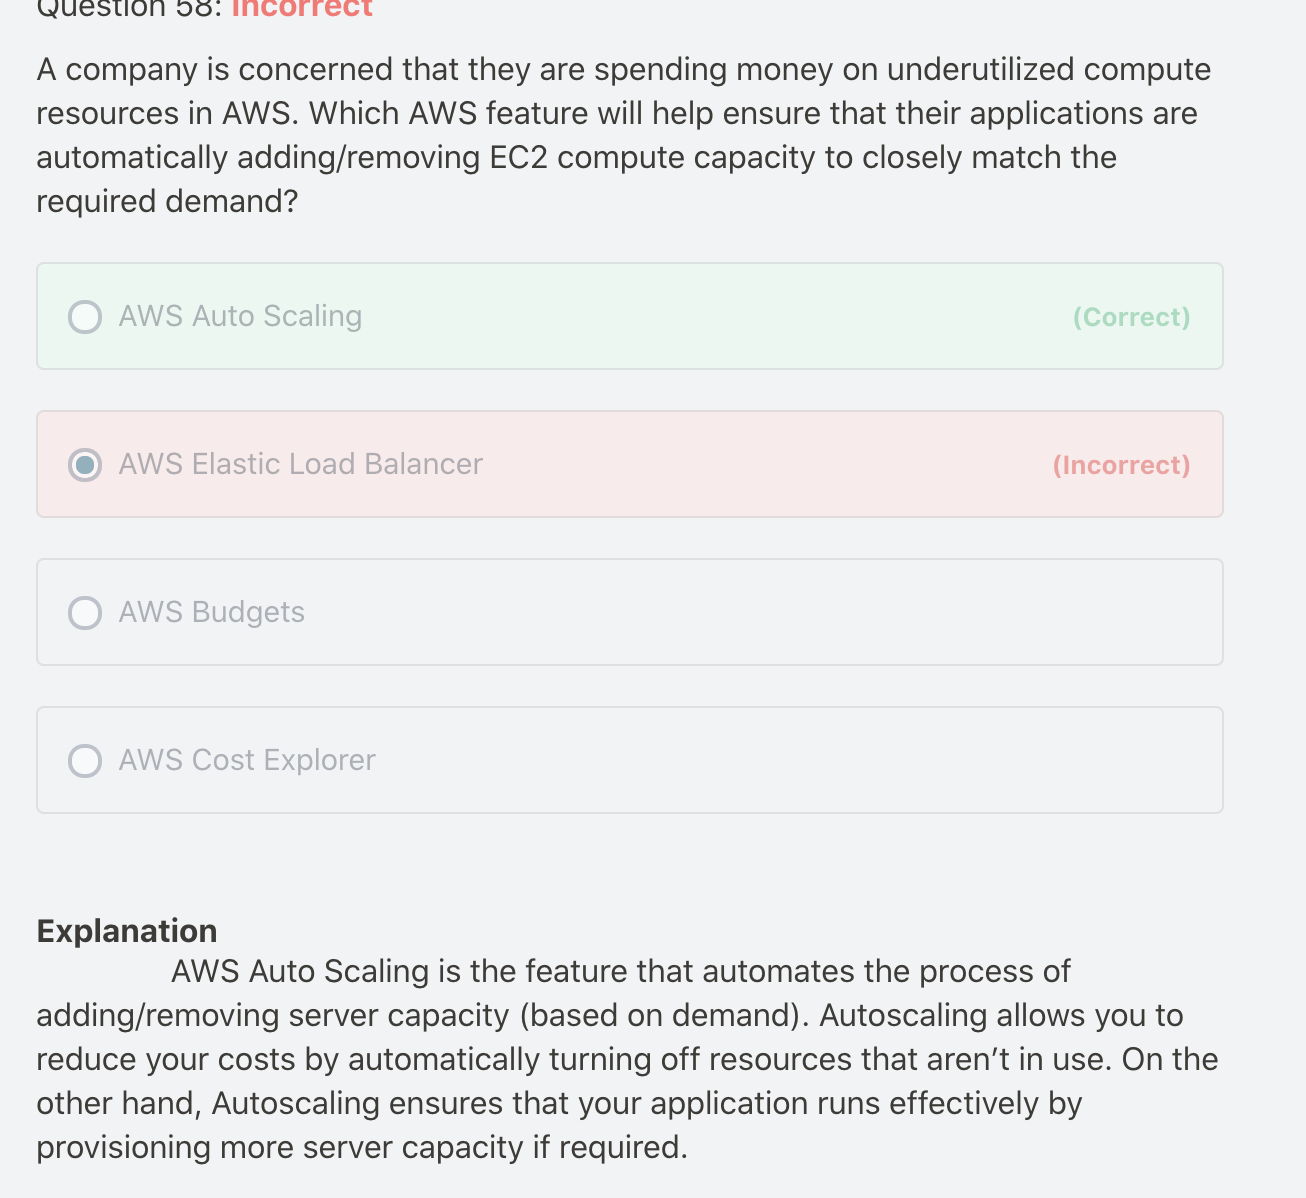 Question 58: Incorrect
A company is concerned that they are spending money on underutilized compute
resources in AWS. Which AWS feature will help ensure that their applications are
automatically adding/removing EC2 compute capacity to closely match the
required demand?
AWS Auto Scaling (Correct)
AWS Elastic Load Balancer (Incorrect)
AWS Budgets
AWS Cost Explorer
Explanation
AWS Auto Scaling is the feature that automates the process of
adding/removing server capacity (based on demand). Autoscaling allows you to
reduce your costs by automatically turning off resources that aren’t in use. On the
other hand, Autoscaling ensures that your application runs effectively by
provisioning more server capacity if required.